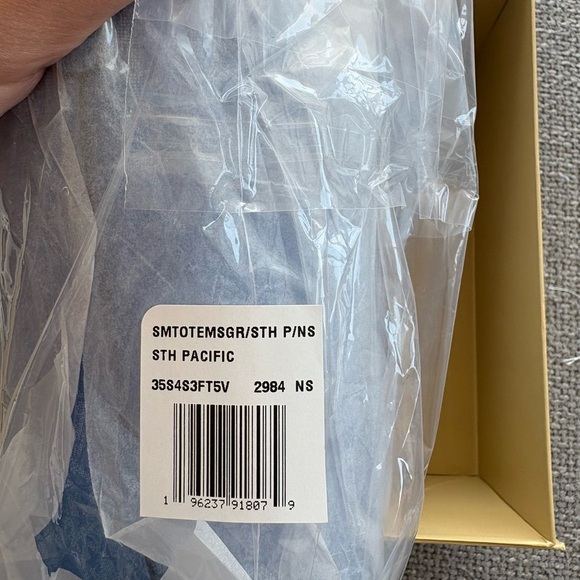 SMTOTEMSGR/STH P/NS
STH PACIFIC
35S4S3FT5V 2984 NS
1 96237 91807 9